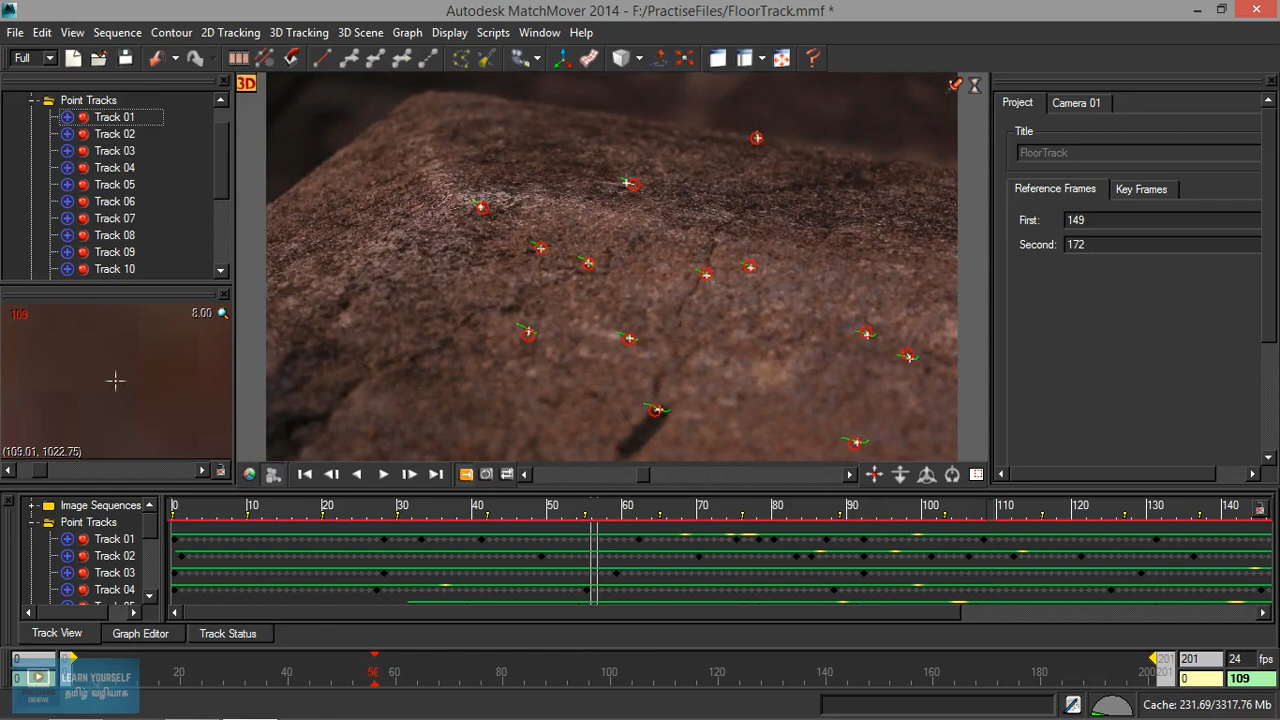 Autodesk MatchMover 2014 - F:/PractiseFiles/FloorTrack.mmf *
File Edit View Sequence Contour 2D Tracking 3D Tracking 3D Scene Graph Display Scripts Window Help
Full
3D
Point Tracks
Track 01
Track 02
Track 03
Track 04
Track 05
Track 06
Track 07
Track 08
Track 09
Track 10
109
8.00
(109.01, 1022.75)
Project Camera 01
Title
FloorTrack
Reference Frames Key Frames
First: 149
Second: 172
Image Sequences
Point Tracks
Track 01
Track 02
Track 03
Track 04
0 10 20 30 40 50 60 70 80 90 100 110 120 130 140
Track View Graph Editor Track Status
0 0 20 40 60 80 100 120 140 160 180 200 201 201 24 fps
0 109
LEARN YOURSELF
தமிழ் வழியாக
CREATIVE
Cache: 231.69/3317.76 Mb